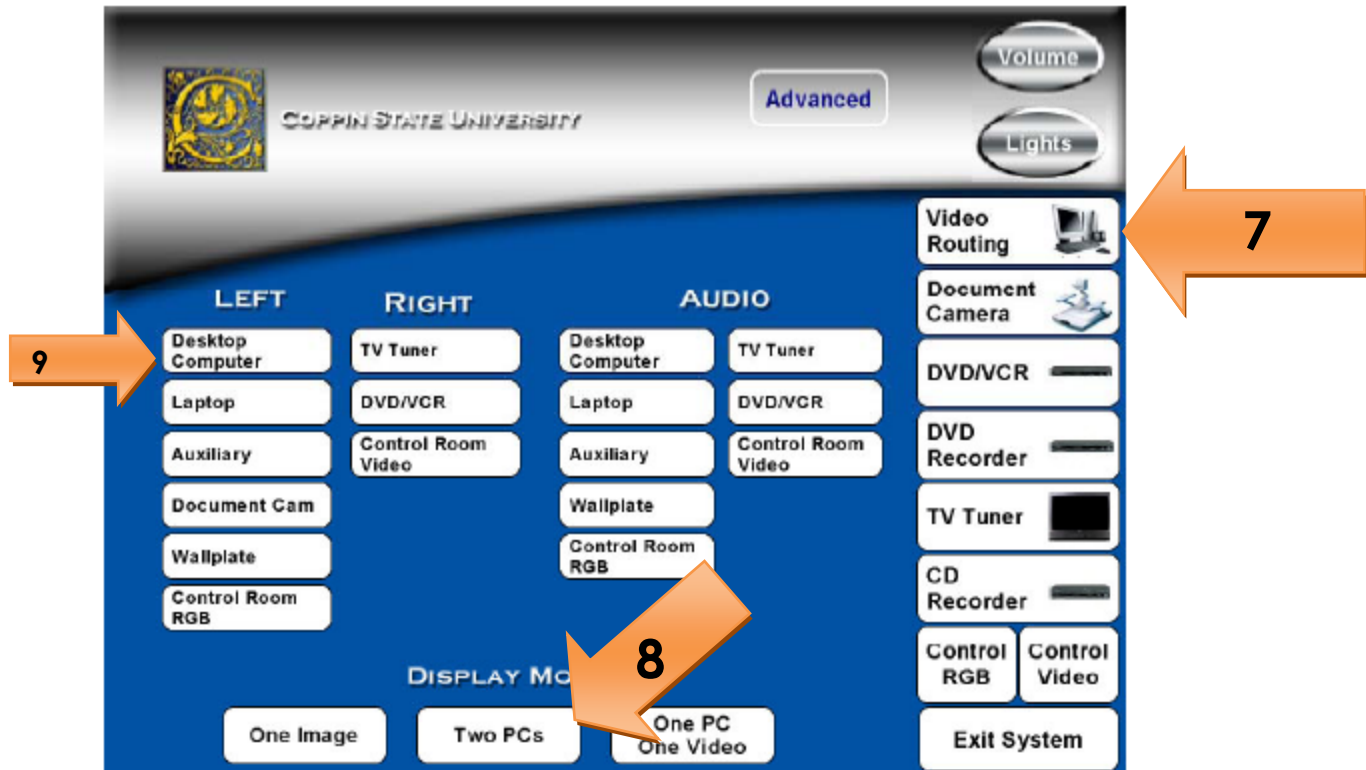 Volume
COPPIN STATE UNIVERSITY
Advanced
Lights
Video
Routing
7
Document
Camera
LEFT
RIGHT
AUDIO
9
Desktop
Computer
TV Tuner
Desktop
Computer
TV Tuner
DVD/VCR
Laptop
DVD/VCR
Laptop
DVD/VCR
Auxiliary
Control Room
Video
Auxiliary
Control Room
Video
DVD
Recorder
Document Cam
Wallplate
TV Tuner
Wallplate
Control Room
RGB
CD
Recorder
Control Room
RGB
8
Control
RGB
Control
Video
DISPLAY
One Image
Two PCs
One PC
One Video
Exit System